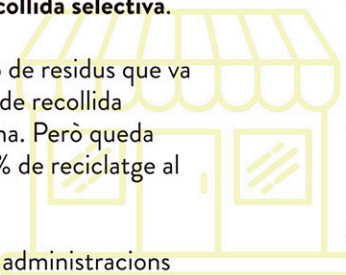 collida selectiva.
de residus que va
de recollida
na. Però queda
% de reciclatge al
administracions